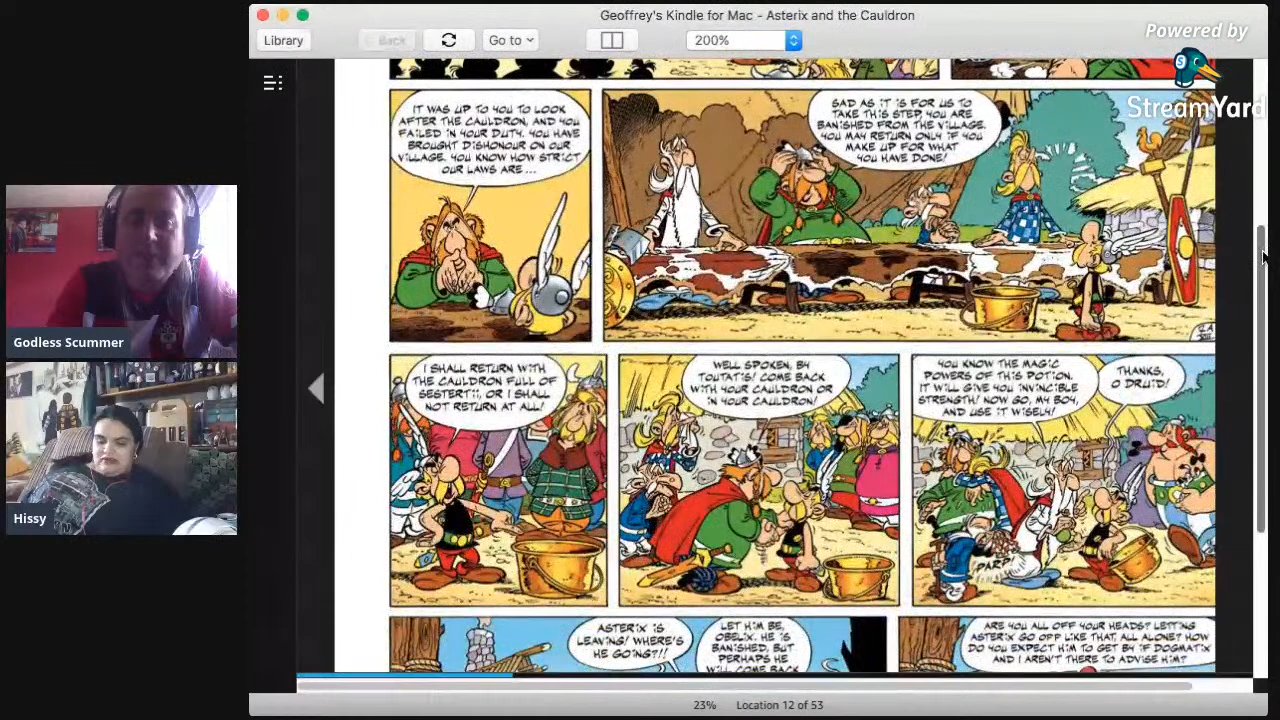 Geoffrey's Kindle for Mac - Asterix and the Cauldron
Powered by
StreamYard
Library
Back
Go to
200%
IT WAS UP TO YOU TO LOOK
AFTER THE CAULDRON, AND YOU
FAILED IN YOUR DUTY. YOU HAVE
BROUGHT DISHONOUR ON OUR
VILLAGE. YOU KNOW HOW STRICT
OUR LAWS ARE...
SAD AS IT IS FOR US TO
TAKE THIS STEP, YOU ARE
BANISHED FROM THE VILLAGE.
YOU MAY RETURN ONLY IF YOU
MAKE UP FOR WHAT
YOU HAVE DONE!
I SHALL RETURN WITH
THE CAULDRON FULL OF
SESTERTII, OR I SHALL
NOT RETURN AT ALL!
WELL SPOKEN, BY
TOUTATIS! COME BACK
WITH YOUR CAULDRON OR
IN YOUR CAULDRON!
YOU KNOW THE MAGIC
POWERS OF THIS POTION.
IT WILL GIVE YOU INVINCIBLE
STRENGTH! NOW GO, MY BOY,
AND USE IT WISELY!
THANKS,
O DRUID!
PARP!
ASTERIX IS
LEAVING! WHERE'S
HE GOING?!!
LET HIM BE,
OBELIX. HE IS
BANISHED, BUT
PERHAPS HE
WILL COME BACK
ARE YOU ALL OFF YOUR HEADS? LETTING
ASTERIX GO OFF LIKE THAT, ALL ALONE? HOW
DO YOU EXPECT HIM TO GET BY IF DOGMATIX
AND I AREN'T THERE TO ADVISE HIM?
Godless Scummer
Hissy
23%
Location 12 of 53